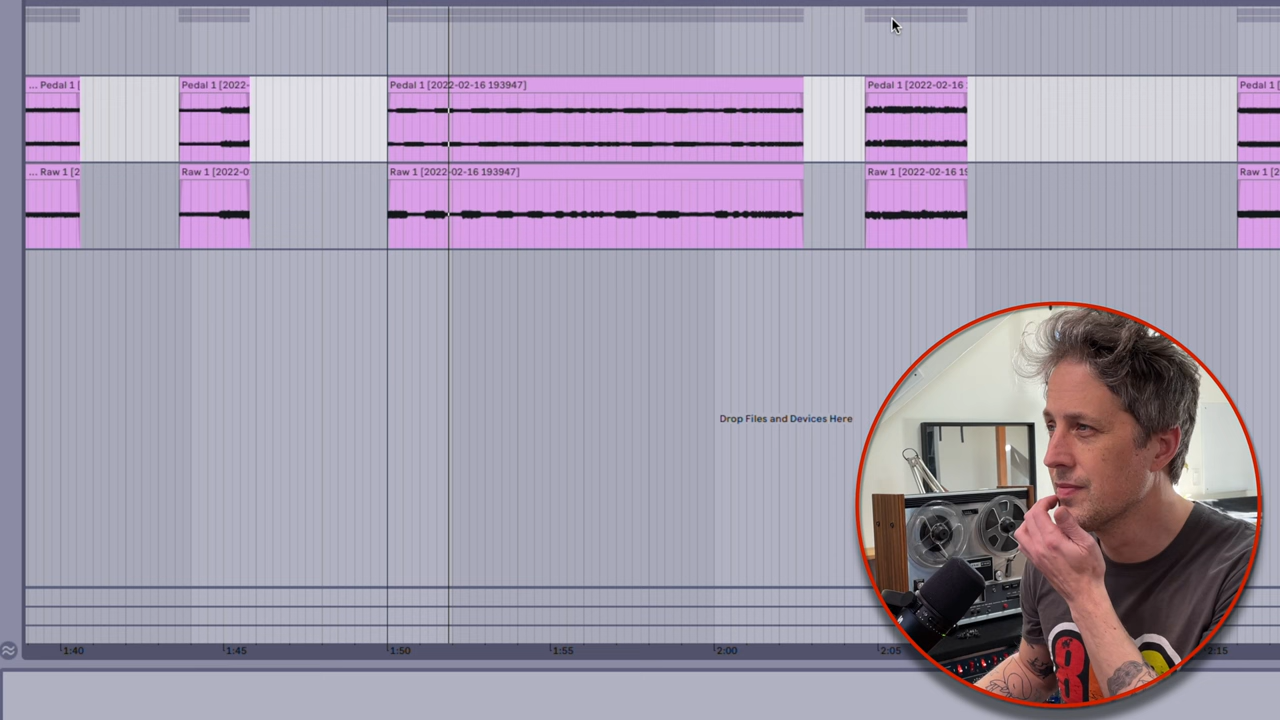 ... Pedal 1 [
Pedal 1 [2022-
Pedal 1 [2022-02-16 193947]
Pedal 1 [2022-02-16
Pedal 1 [
... Raw 1 [2
Raw 1 [2022-0
Raw 1 [2022-02-16 193947]
Raw 1 [2022-02-16 19
Raw 1 [2
Drop Files and Devices Here
8
1:40
1:45
1:50
1:55
2:00
2:05
2:15